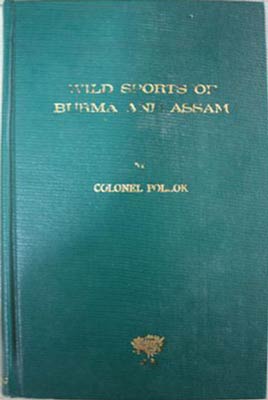 WILD SPORTS OF
BURMA AND ASSAM
BY
COLONEL POLLOK